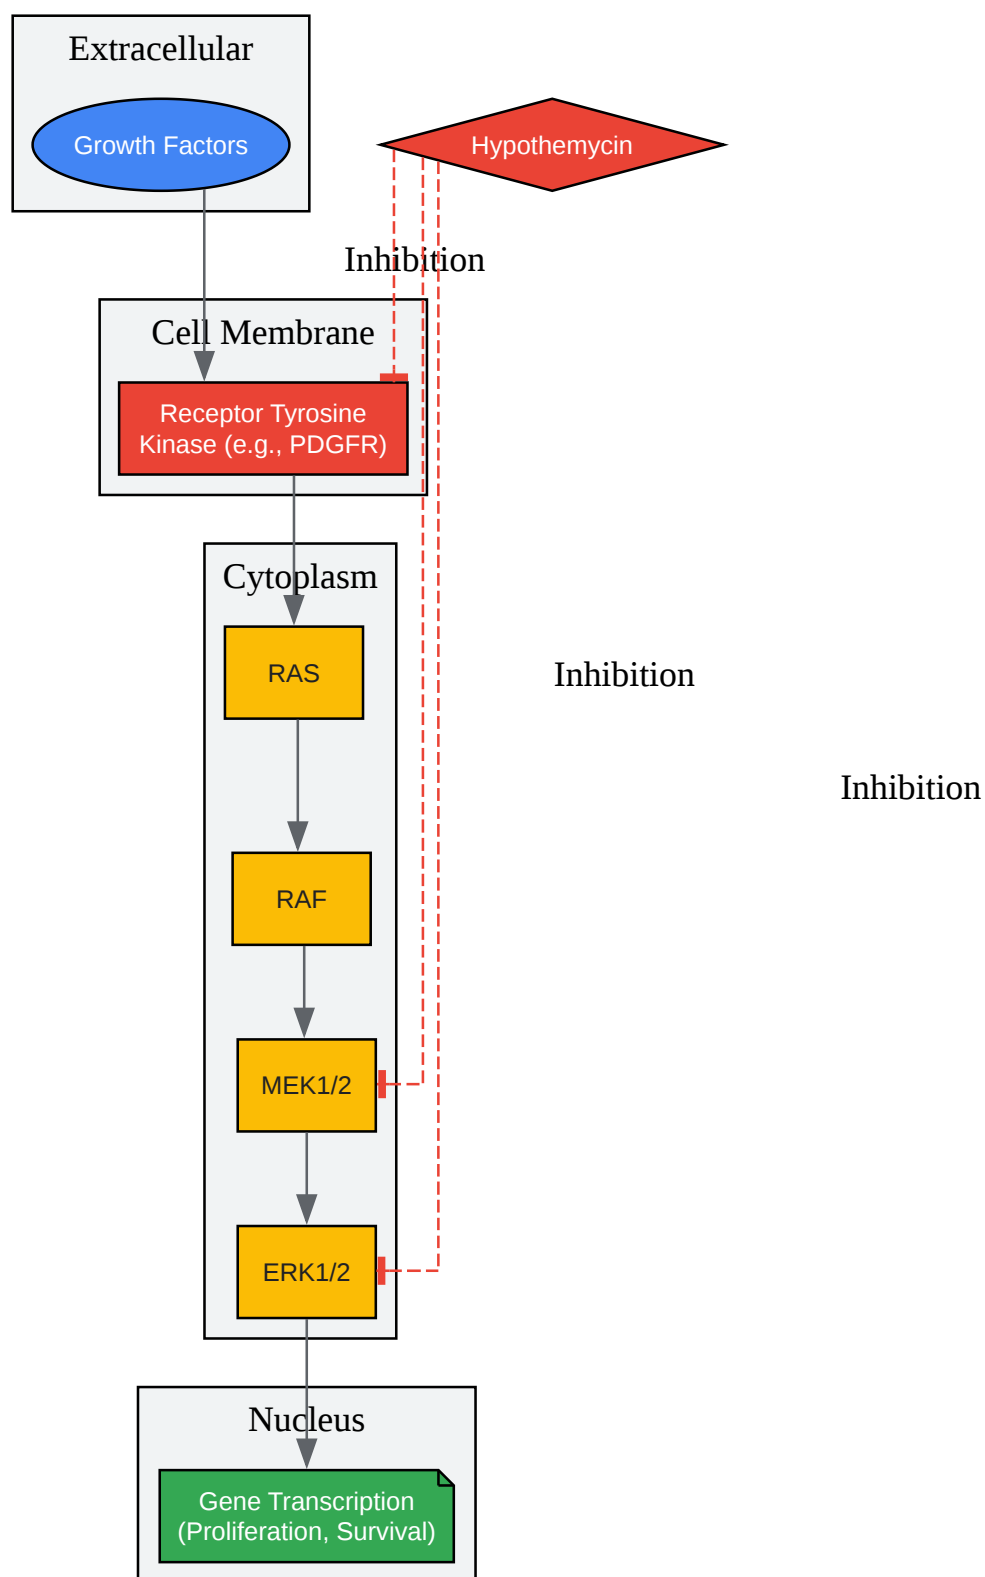 Extracellular
Growth Factors
Hypothemycin
Inhibition
Cell Membrane
Receptor Tyrosine
Kinase (e.g., PDGFR)
Cytoplasm
RAS
Inhibition
Inhibition
RAF
MEK1/2
ERK1/2
Nucleus
Gene Transcription
(Proliferation, Survival)